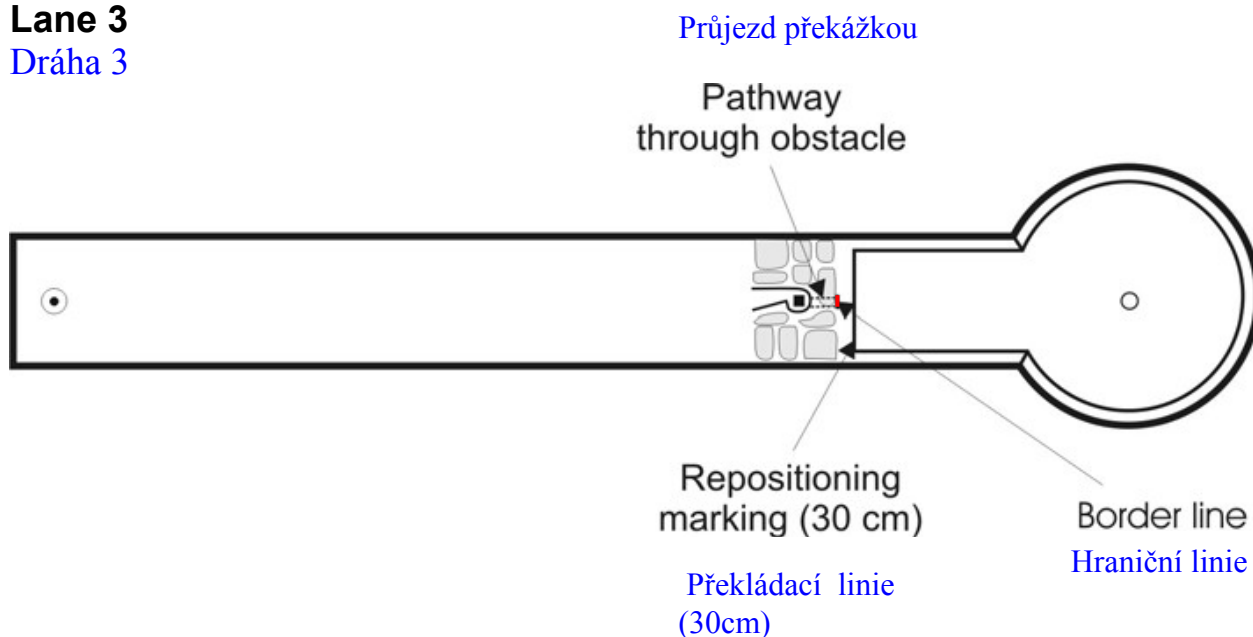 Lane 3
Dráha 3
Průjezd překážkou
Pathway
through obstacle
Repositioning
marking (30 cm)
Border line
Hraniční linie
Překládací linie
(30cm)